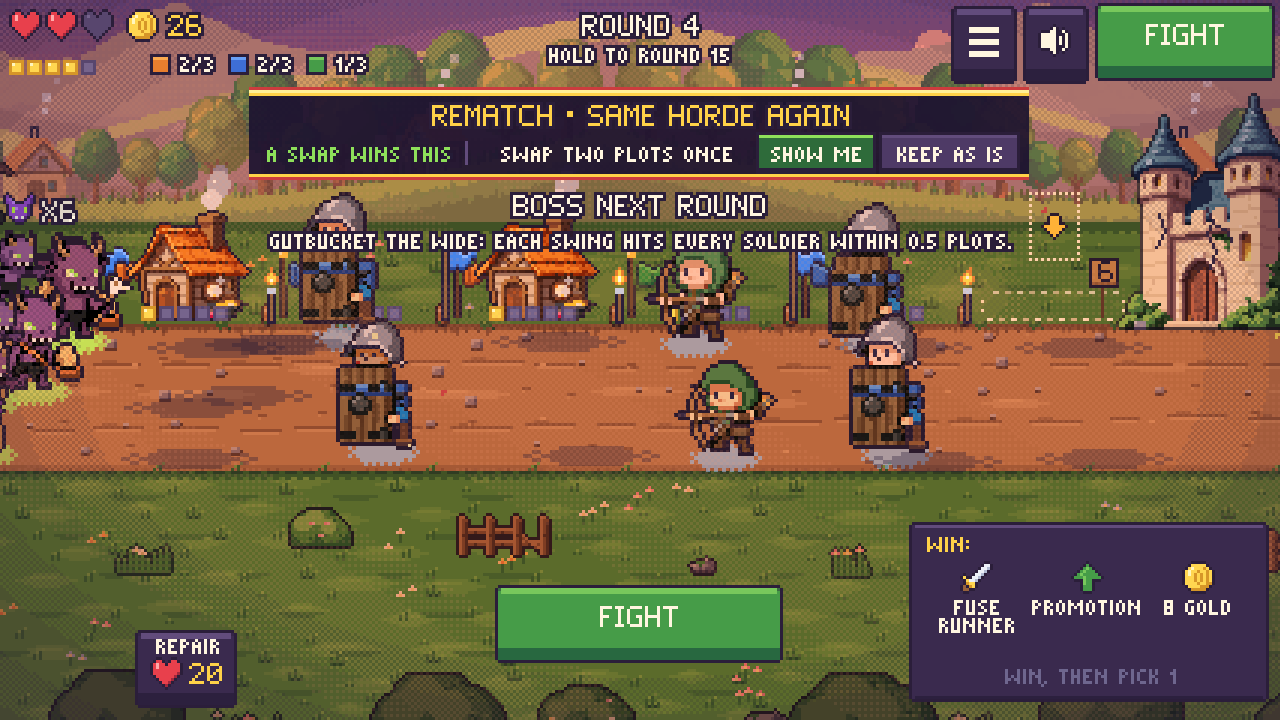 26
ROUND 4
HOLD TO ROUND 15
FIGHT
2/3 2/3 1/3
REMATCH · SAME HORDE AGAIN
A SWAP WINS THIS | SWAP TWO PLOTS ONCE
SHOW ME
KEEP AS IS
X6
BOSS NEXT ROUND
GUTBUCKET THE WIDE: EACH SWING HITS EVERY SOLDIER WITHIN 0.5 PLOTS.
6
WIN:
FUSE RUNNER
PROMOTION
8 GOLD
WIN, THEN PICK 1
FIGHT
REPAIR
20